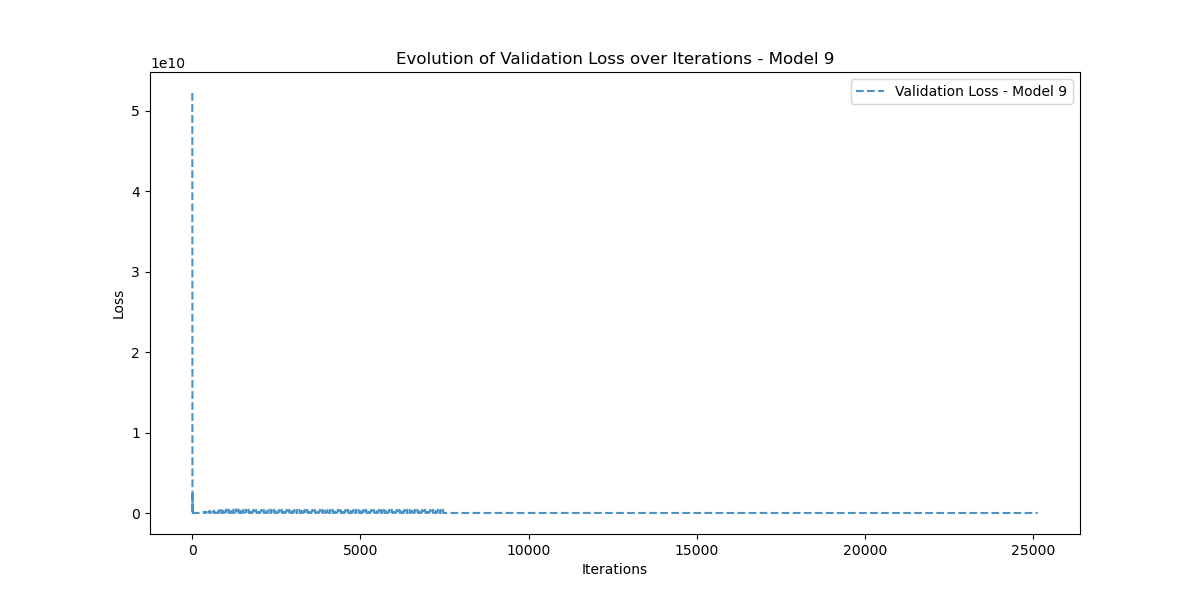 Evolution of Validation Loss over Iterations - Model 9
1e10
Validation Loss - Model 9
5
4
3
2
1
0
Loss
0 5000 10000 15000 20000 25000
Iterations